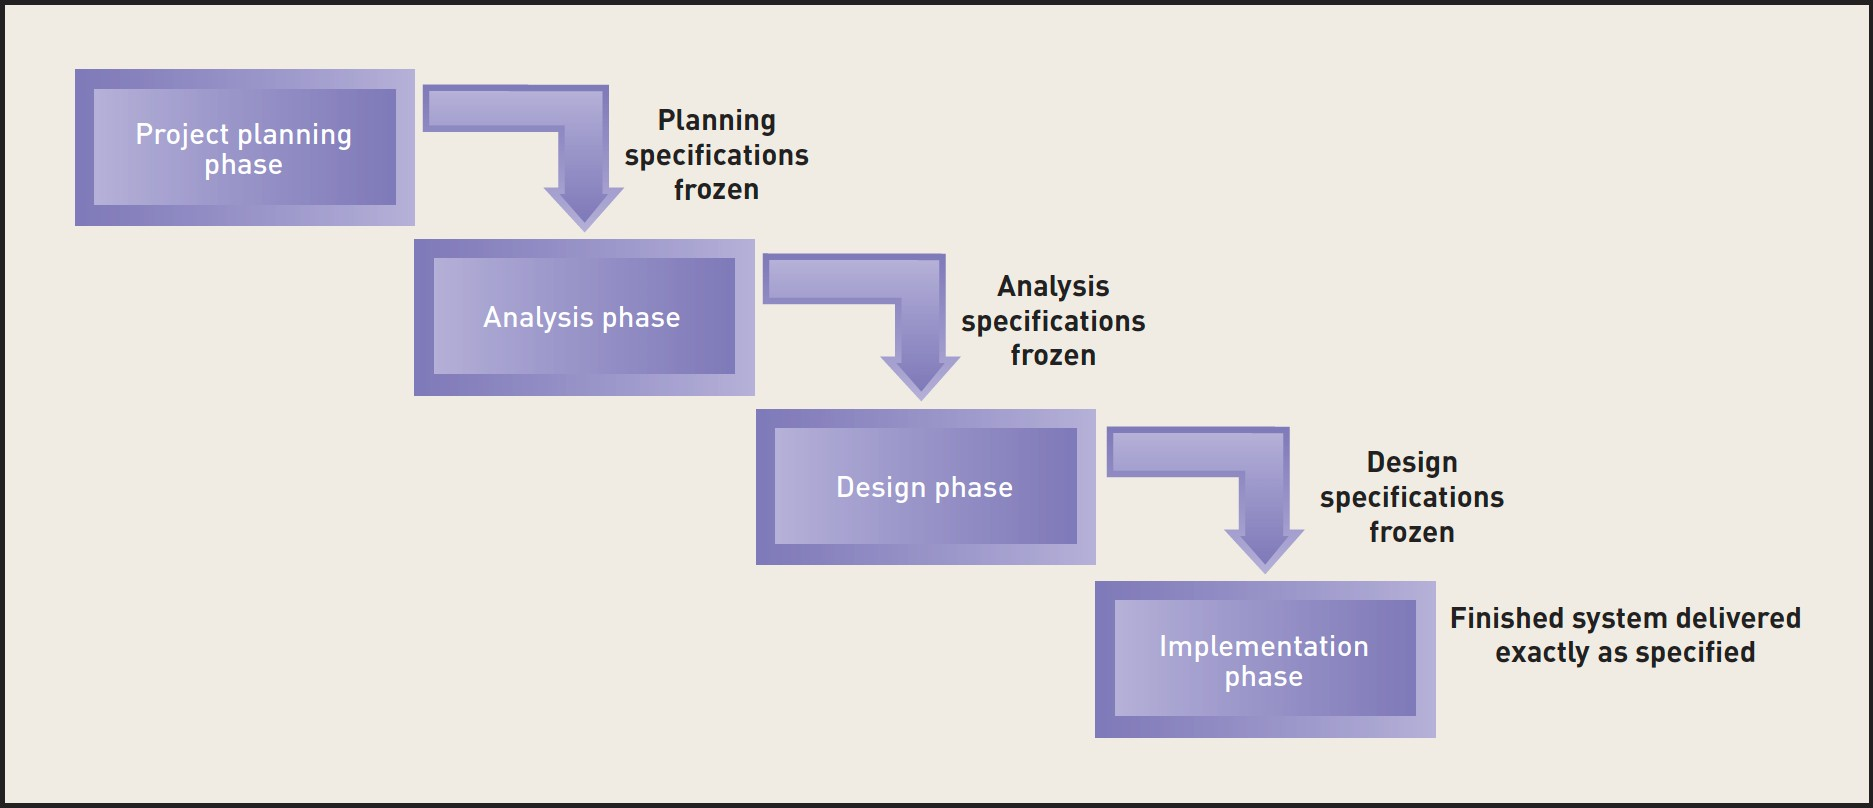 Project planning
phase
Planning
specifications
frozen
Analysis phase
Analysis
specifications
frozen
Design phase
Design
specifications
frozen
Implementation
phase
Finished system delivered
exactly as specified